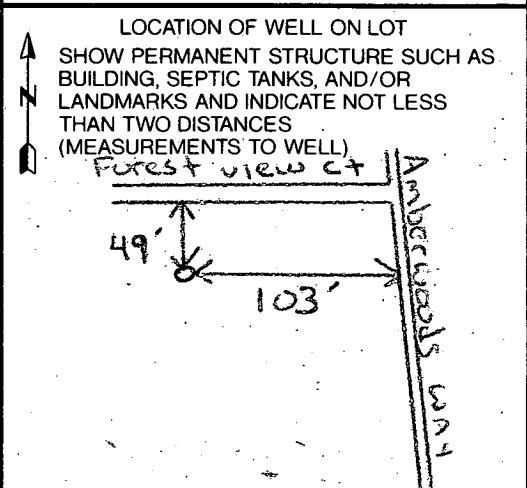 LOCATION OF WELL ON LOT
SHOW PERMANENT STRUCTURE SUCH AS
BUILDING, SEPTIC TANKS, AND/OR
LANDMARKS AND INDICATE NOT LESS
THAN TWO DISTANCES
(MEASUREMENTS TO WELL)
N
Forest view ct
Amberwoods way
49'
103'